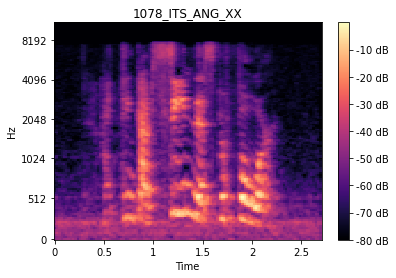 1078_ITS_ANG_XX
8192
4096
2048
1024
512
0
Hz
0
0.5
1
1.5
2
2.5
Time
-10 dB
-20 dB
-30 dB
-40 dB
-50 dB
-60 dB
-70 dB
-80 dB